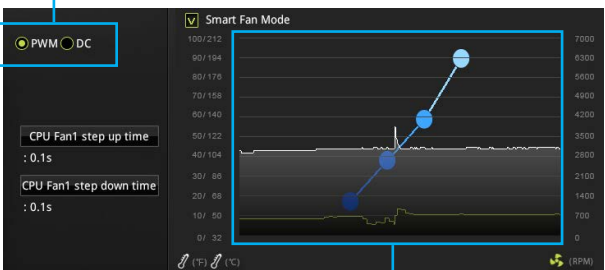 V Smart Fan Mode
PWM DC
100/212 7000
90/194 6300
80/176 5600
70/158 4900
60/140 4200
50/122 3500
40/104 2800
30/ 86 2100
20/ 68 1400
10/ 50 700
0/ 32 0
CPU Fan1 step up time
: 0.1s
CPU Fan1 step down time
: 0.1s
(°F) (°C) (RPM)